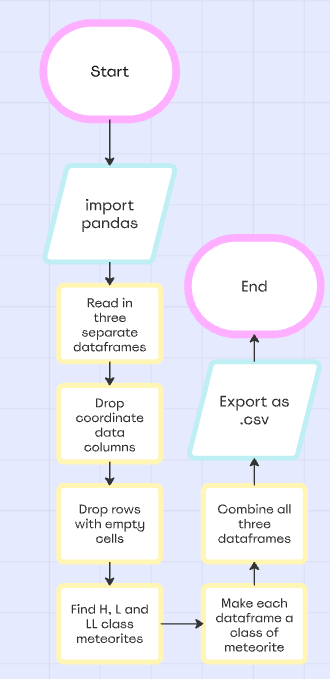 Start
import
pandas
Read in
three
separate
dataframes
Drop
coordinate
data
columns
Drop rows
with empty
cells
Find H, L and
LL class
meteorites
Make each
dataframe a
class of
meteorite
Combine all
three
dataframes
Export as
.csv
End